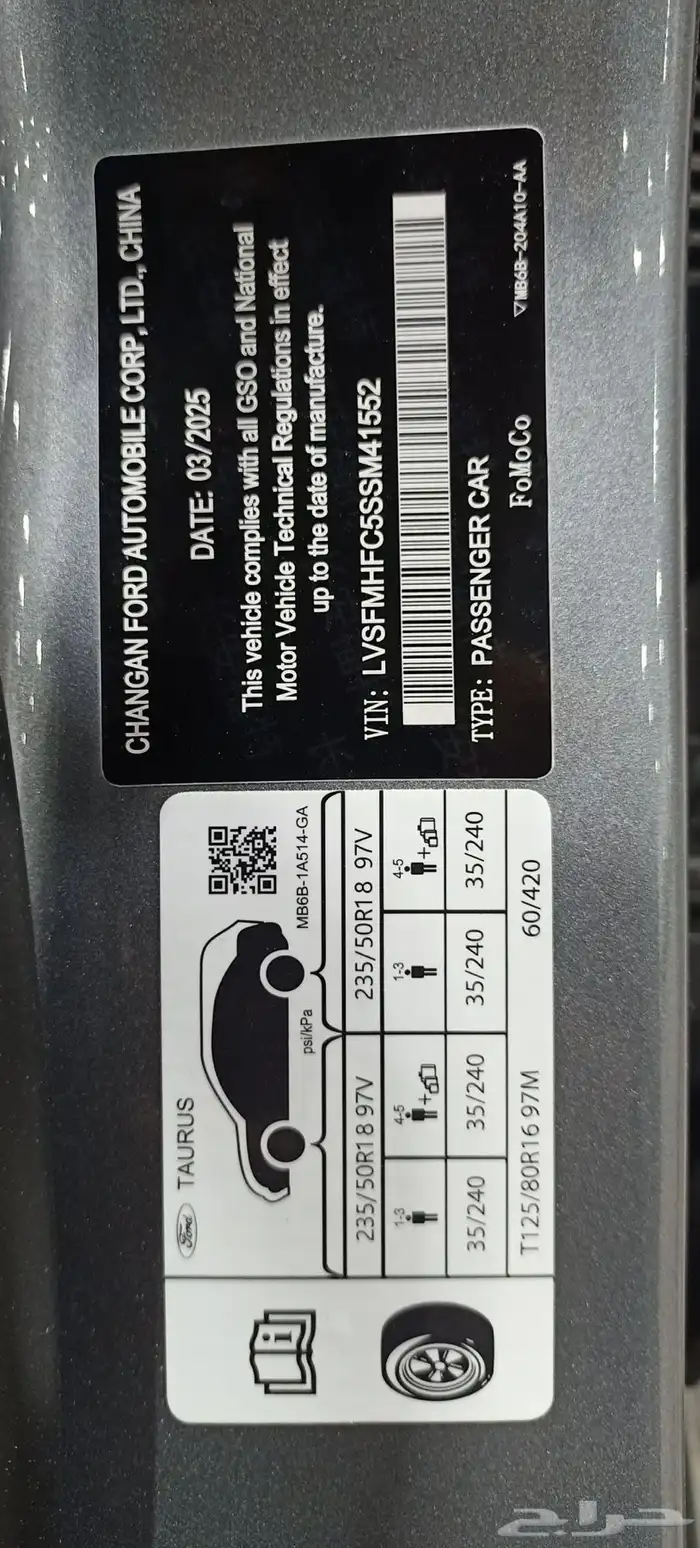 CHANGAN FORD AUTOMOBILE CORP., LTD., CHINA
DATE: 03/2025
This vehicle complies with all GSO and National
Motor Vehicle Technical Regulations in effect
up to the date of manufacture.
VIN: LVSFMHFC5SSM41552
TYPE: PASSENGER CAR
FoMoCo
▽MB6B-204A10-AA
Ford TAURUS
MB6B-1A514-GA
psi/kPa
235/50R18 97V 235/50R18 97V
1-3 4-5 + 1-3 4-5 +
35/240 35/240 35/240 35/240
T125/80R16 97M 60/420
حراج